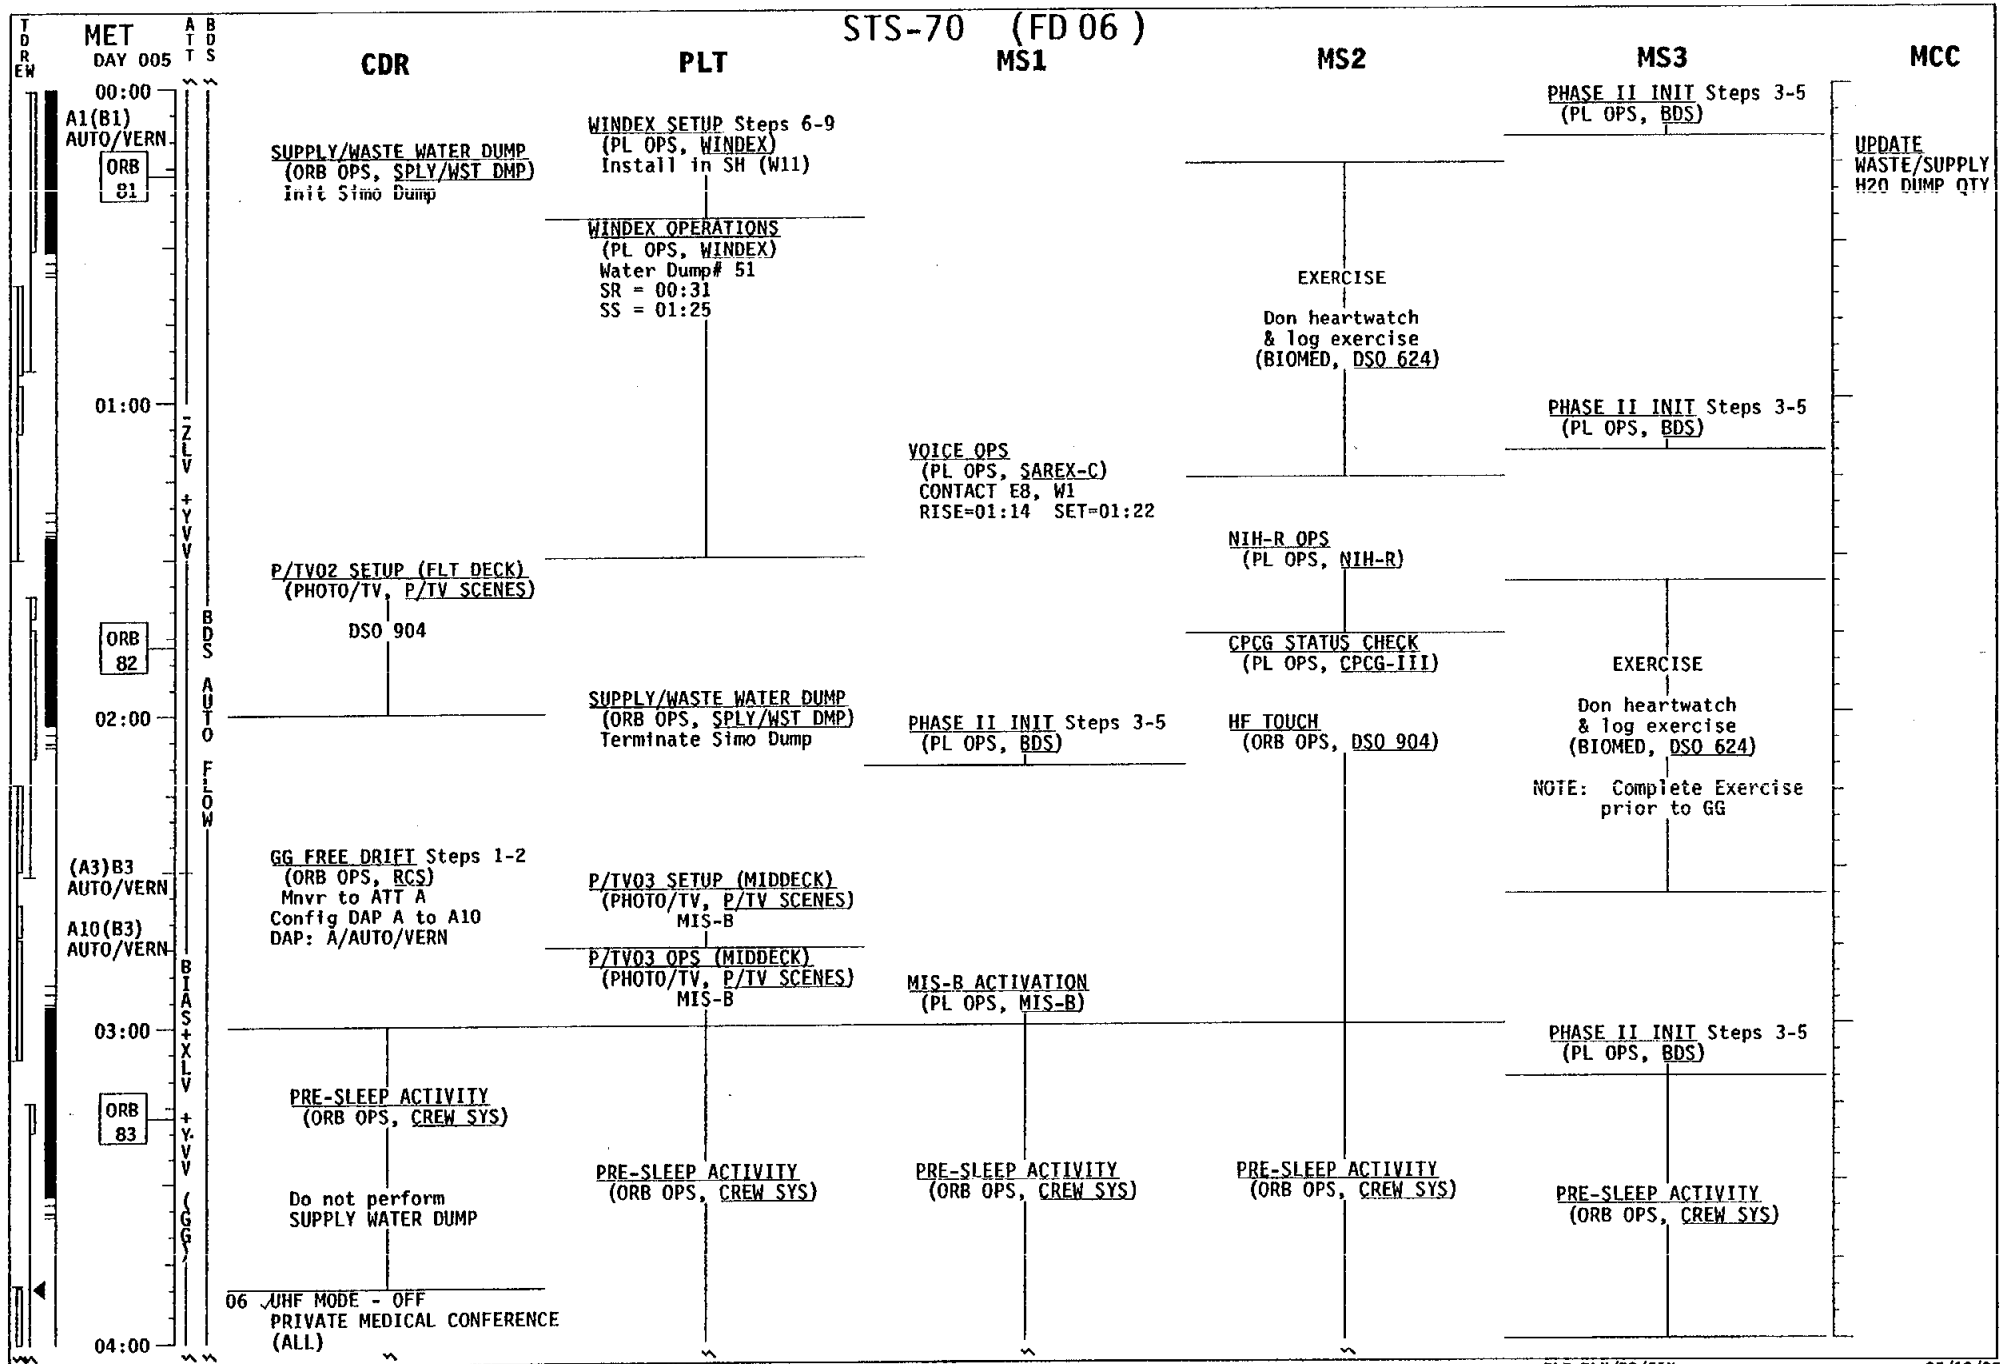 STS-70 (FD 06)
TDREW
MET
DAY 005
ATT
BDS
CDR
PLT
MS1
MS2
MS3
MCC
00:00
A1(B1)
AUTO/VERN
ORB
81
01:00
ORB
82
02:00
(A3)B3
AUTO/VERN
A10(B3)
AUTO/VERN
03:00
ORB
83
04:00
-ZLV +YVV
BIAS+XLV +YVV (GG)
BDS AUTO FLOW
SUPPLY/WASTE WATER DUMP
(ORB OPS, SPLY/WST DMP)
Init Simo Dump
P/TV02 SETUP (FLT DECK)
(PHOTO/TV, P/TV SCENES)
DSO 904
GG FREE DRIFT Steps 1-2
(ORB OPS, RCS)
Mnvr to ATT A
Config DAP A to A10
DAP: A/AUTO/VERN
PRE-SLEEP ACTIVITY
(ORB OPS, CREW SYS)
Do not perform
SUPPLY WATER DUMP
06 ✓UHF MODE - OFF
PRIVATE MEDICAL CONFERENCE
(ALL)
WINDEX SETUP Steps 6-9
(PL OPS, WINDEX)
Install in SH (W11)
WINDEX OPERATIONS
(PL OPS, WINDEX)
Water Dump# 51
SR = 00:31
SS = 01:25
SUPPLY/WASTE WATER DUMP
(ORB OPS, SPLY/WST DMP)
Terminate Simo Dump
P/TV03 SETUP (MIDDECK)
(PHOTO/TV, P/TV SCENES)
MIS-B
P/TV03 OPS (MIDDECK)
(PHOTO/TV, P/TV SCENES)
MIS-B
PRE-SLEEP ACTIVITY
(ORB OPS, CREW SYS)
VOICE OPS
(PL OPS, SAREX-C)
CONTACT E8, W1
RISE=01:14 SET=01:22
PHASE II INIT Steps 3-5
(PL OPS, BDS)
MIS-B ACTIVATION
(PL OPS, MIS-B)
PRE-SLEEP ACTIVITY
(ORB OPS, CREW SYS)
EXERCISE
Don heartwatch
& log exercise
(BIOMED, DSO 624)
NIH-R OPS
(PL OPS, NIH-R)
CPCG STATUS CHECK
(PL OPS, CPCG-III)
HF TOUCH
(ORB OPS, DSO 904)
PRE-SLEEP ACTIVITY
(ORB OPS, CREW SYS)
PHASE II INIT Steps 3-5
(PL OPS, BDS)
PHASE II INIT Steps 3-5
(PL OPS, BDS)
EXERCISE
Don heartwatch
& log exercise
(BIOMED, DSO 624)
NOTE: Complete Exercise
prior to GG
PHASE II INIT Steps 3-5
(PL OPS, BDS)
PRE-SLEEP ACTIVITY
(ORB OPS, CREW SYS)
UPDATE
WASTE/SUPPLY
H20 DUMP QTY